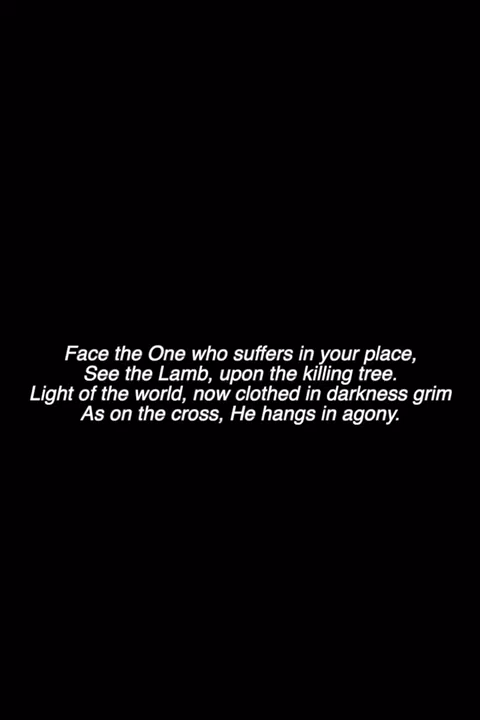 Face the One who suffers in your place,
See the Lamb, upon the killing tree.
Light of the world, now clothed in darkness grim
As on the cross, He hangs in agony.